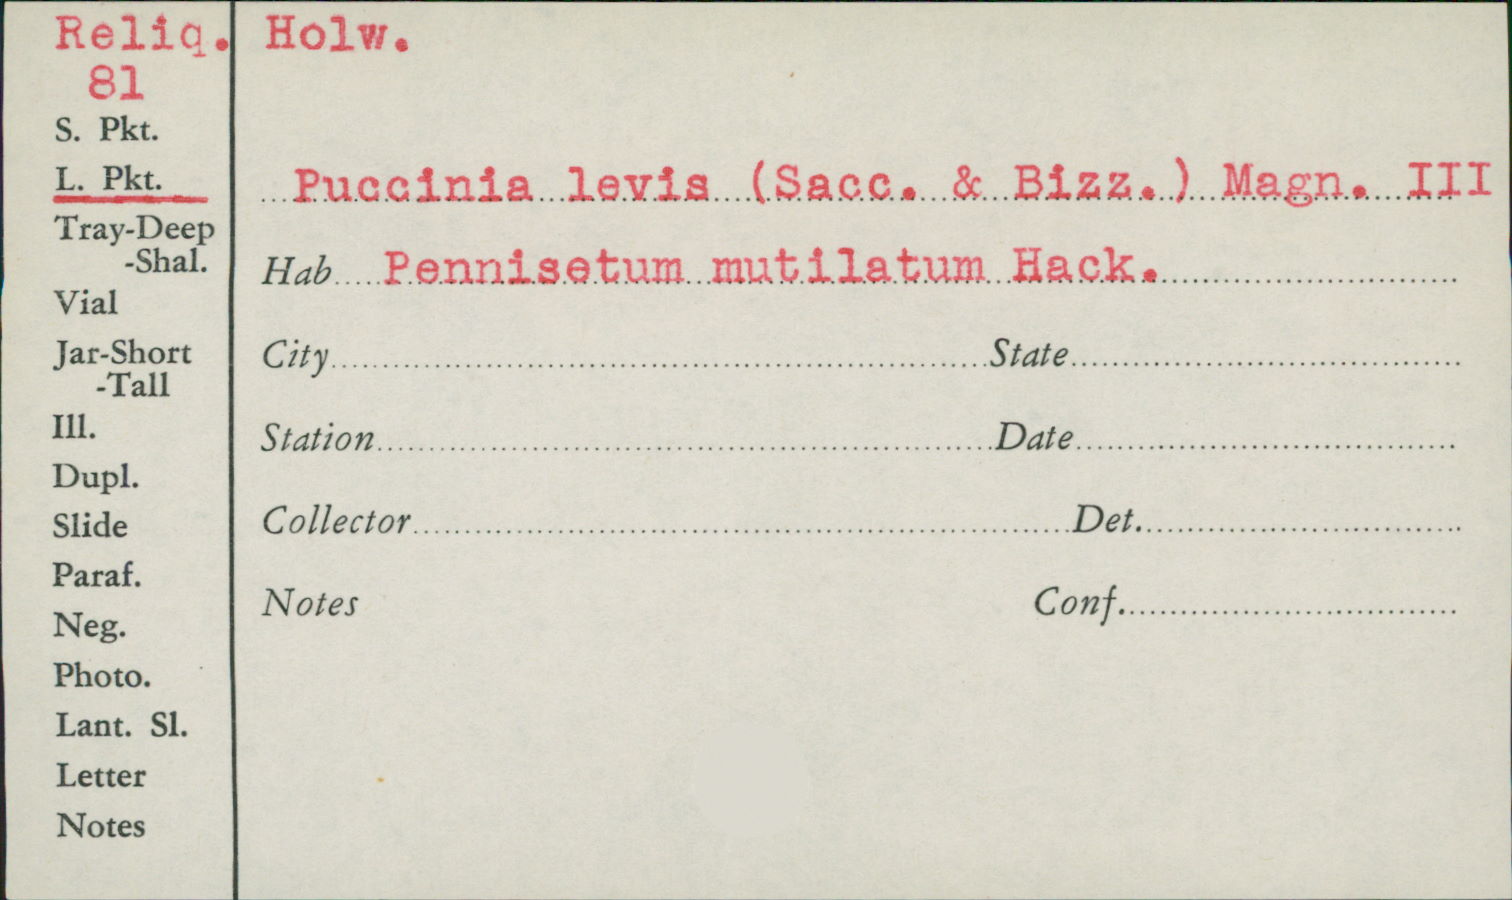 Reliq. Holw.
81
S. Pkt.
L. Pkt.
Tray-Deep
-Shal.
Vial
Jar-Short
-Tall
Ill.
Dupl.
Slide
Paraf.
Neg.
Photo.
Lant. Sl.
Letter
Notes
Puccinia levis (Sacc. & Bizz.) Magn. III
Hab Pennisetum mutilatum Hack.
City State
Station Date
Collector Det.
Notes Conf.